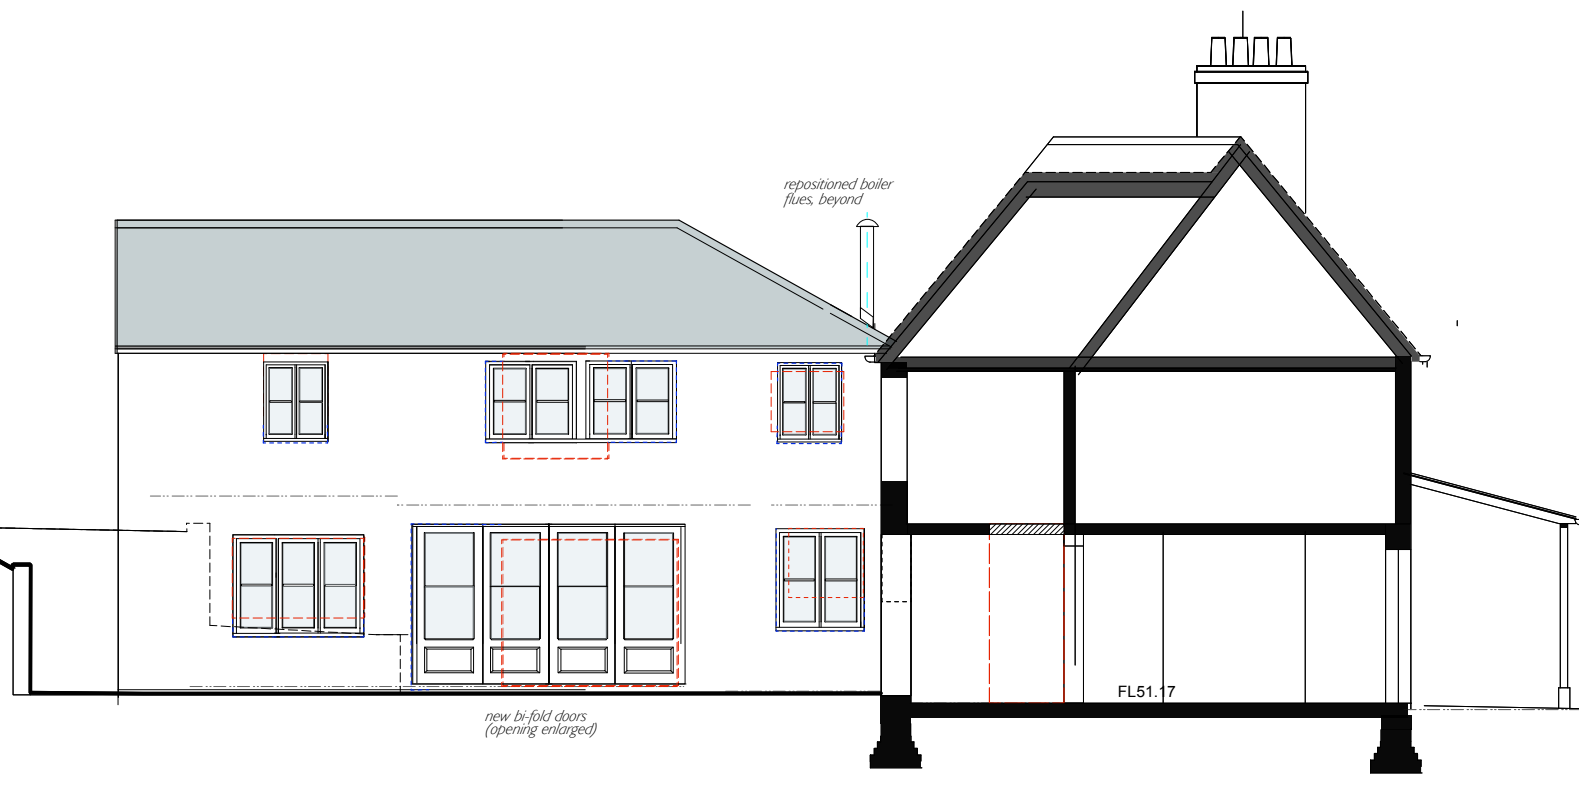 repositioned boiler
flues, beyond
FL51.17
new bi-fold doors
(opening enlarged)